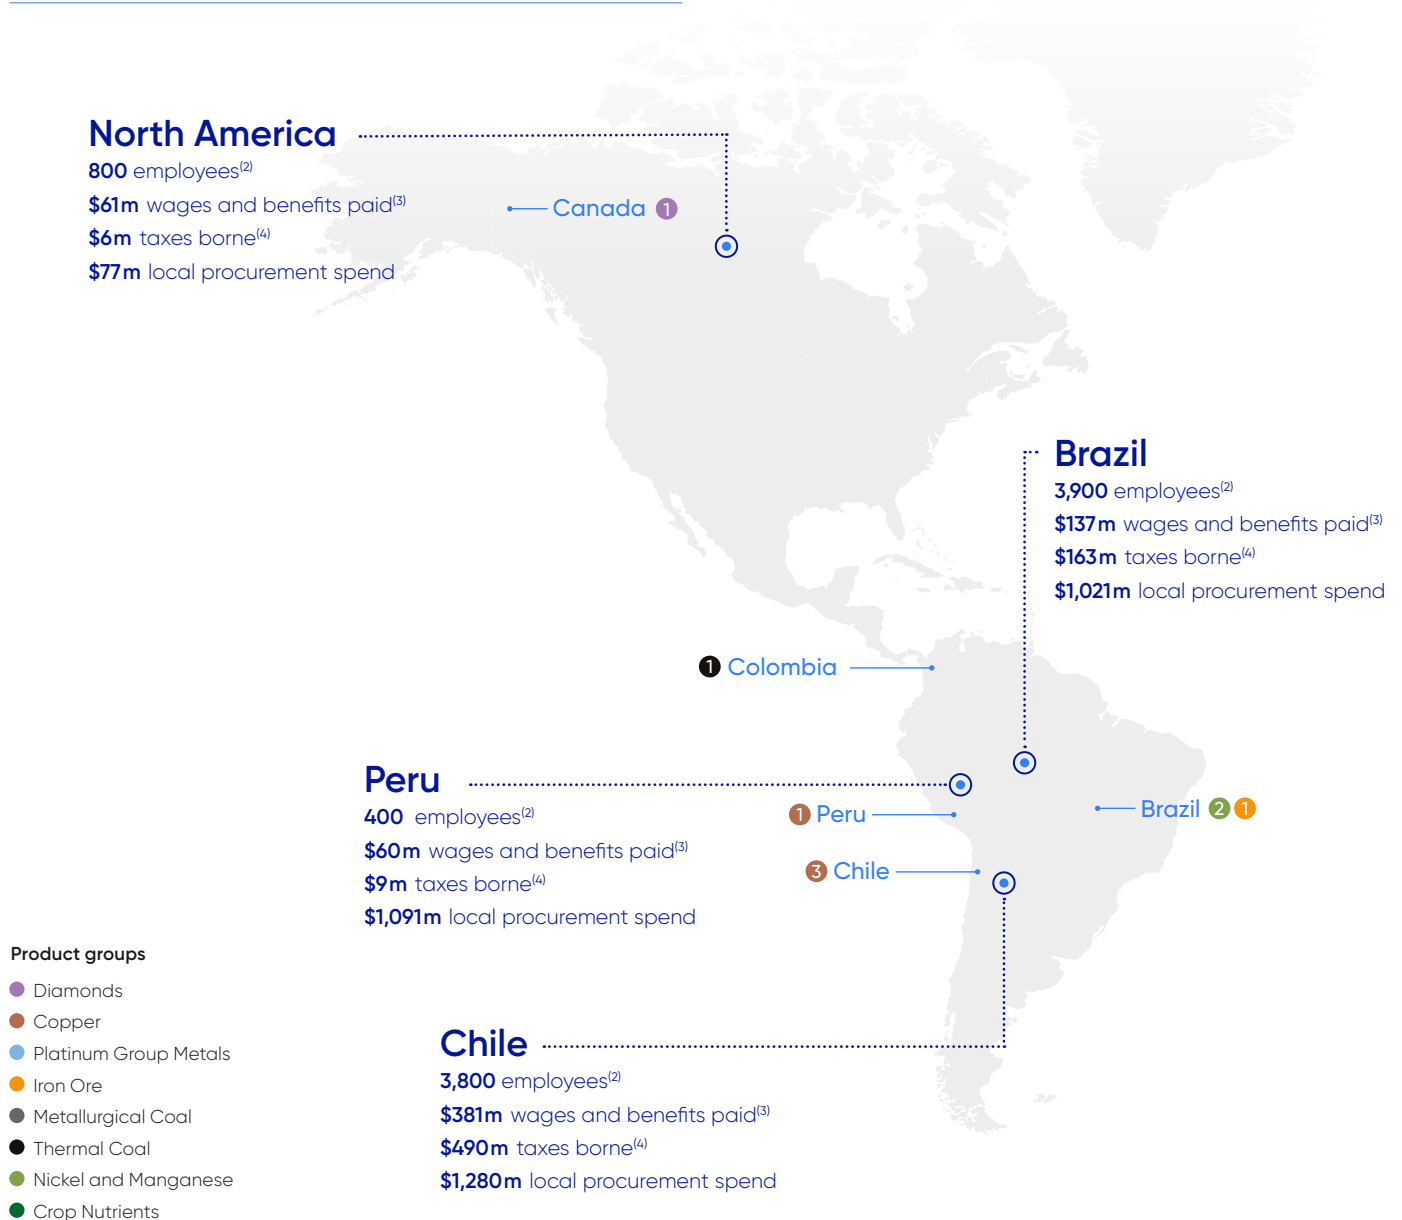 North America
800 employees(2)
$61m wages and benefits paid(3)
$6m taxes borne(4)
$77m local procurement spend
Canada 1
Brazil
3,900 employees(2)
$137m wages and benefits paid(3)
$163m taxes borne(4)
$1,021m local procurement spend
1 Colombia
Peru
400 employees(2)
$60m wages and benefits paid(3)
$9m taxes borne(4)
$1,091m local procurement spend
1 Peru
Brazil 2 1
3 Chile
Chile
3,800 employees(2)
$381m wages and benefits paid(3)
$490m taxes borne(4)
$1,280m local procurement spend
Product groups
Diamonds
Copper
Platinum Group Metals
Iron Ore
Metallurgical Coal
Thermal Coal
Nickel and Manganese
Crop Nutrients